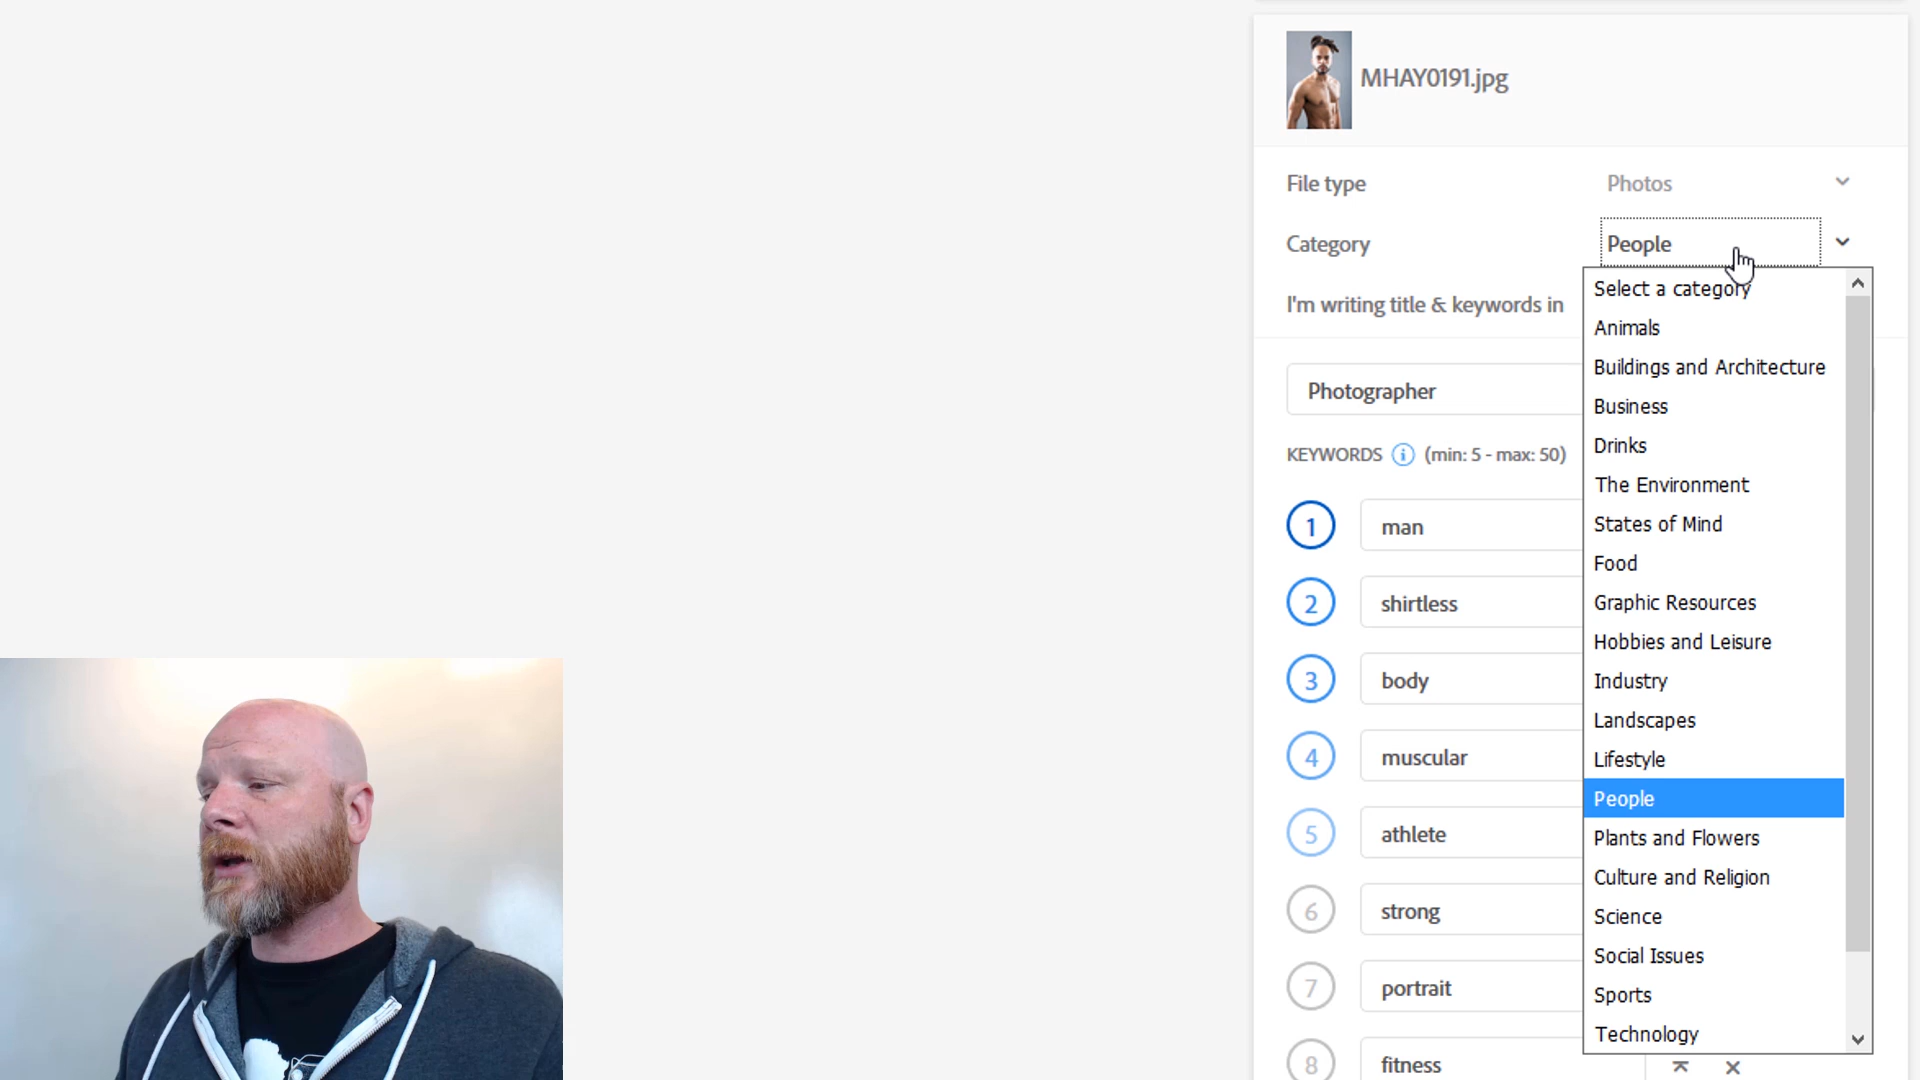 MHAY0191.jpg
File type Photos
Category People
Select a category
Animals
I'm writing title & keywords in
Buildings and Architecture
Business
Drinks
The Environment
States of Mind
Food
Graphic Resources
Hobbies and Leisure
Industry
Landscapes
Lifestyle
People
Plants and Flowers
Culture and Religion
Science
Social Issues
Sports
Technology
Photographer
KEYWORDS i (min: 5 - max: 50)
1 man
2 shirtless
3 body
4 muscular
5 athlete
6 strong
7 portrait
8 fitness